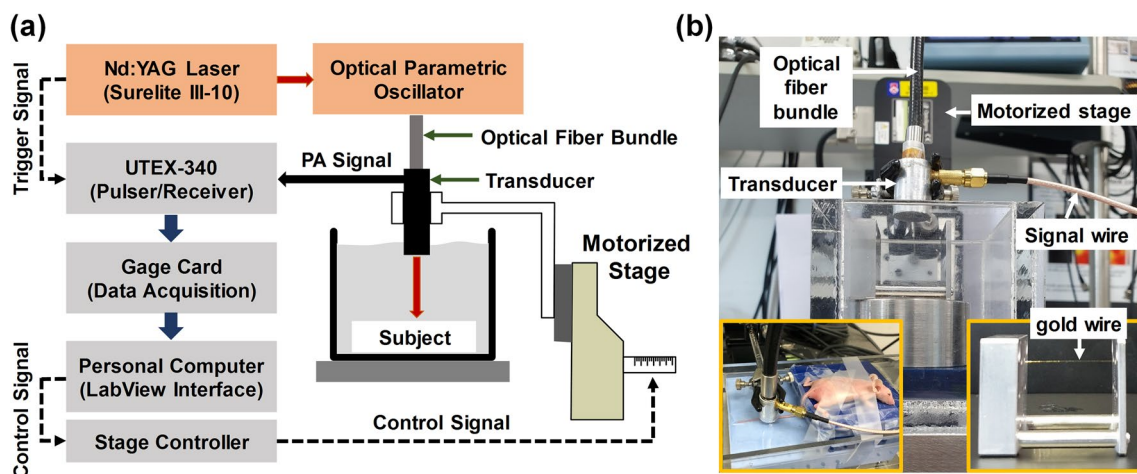 (a)
Nd:YAG Laser
(Surelite III-10)
Optical Parametric
Oscillator
Trigger Signal
Optical Fiber Bundle
PA Signal
UTEX-340
(Pulser/Receiver)
Transducer
Gage Card
(Data Acquisition)
Motorized
Stage
Subject
Personal Computer
(LabView Interface)
Control Signal
Stage Controller
Control Signal
(b)
Optical
fiber
bundle
Motorized stage
Transducer
Signal wire
gold wire